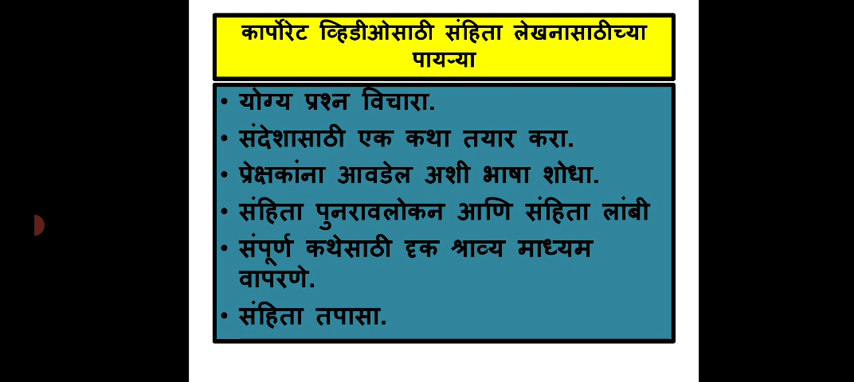 कार्पोरेट व्हिडीओसाठी संहिता लेखनासाठीच्या
पायऱ्या
• योग्य प्रश्न विचारा.
• संदेशासाठी एक कथा तयार करा.
• प्रेक्षकांना आवडेल अशी भाषा शोधा.
• संहिता पुनरावलोकन आणि संहिता लांबी
• संपूर्ण कथेसाठी दृक श्राव्य माध्यम
वापरणे.
• संहिता तपासा.